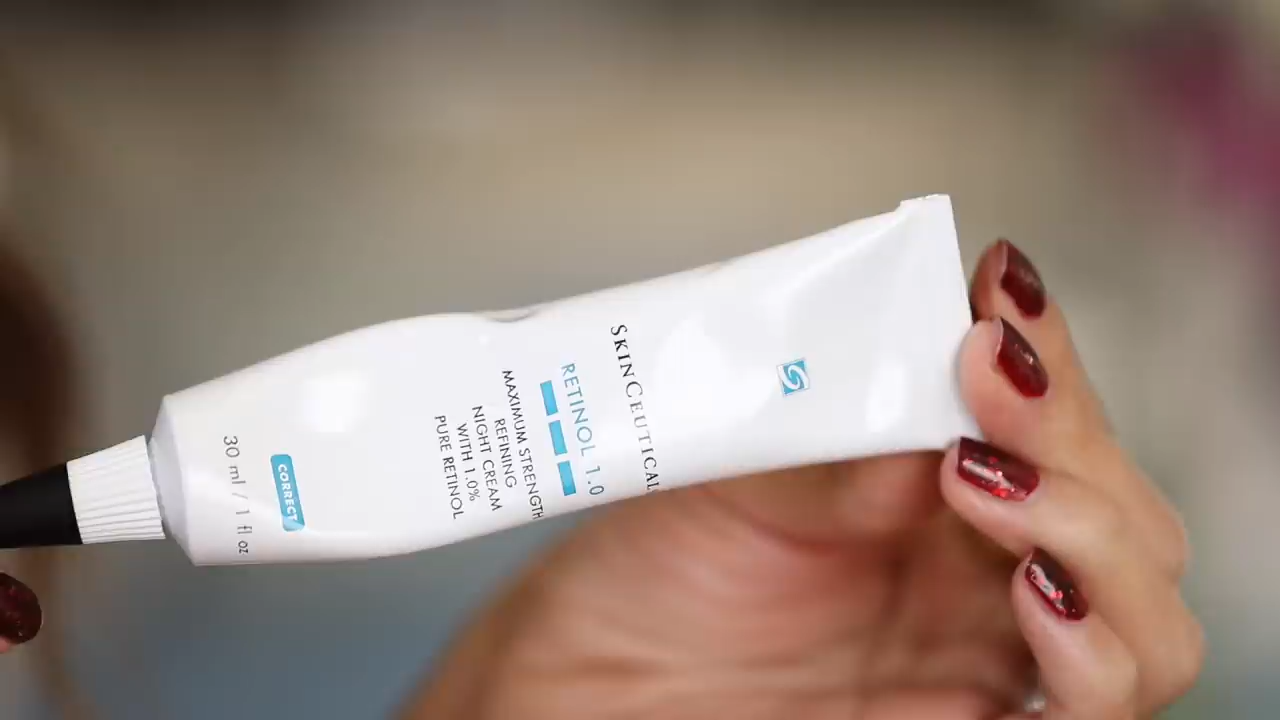 SKINCEUTICAL
RETINOL 1.0
MAXIMUM STRENGTH
REFINING
NIGHT CREAM
WITH 1.0%
PURE RETINOL
CORRECT
30 ml / 1 fl oz